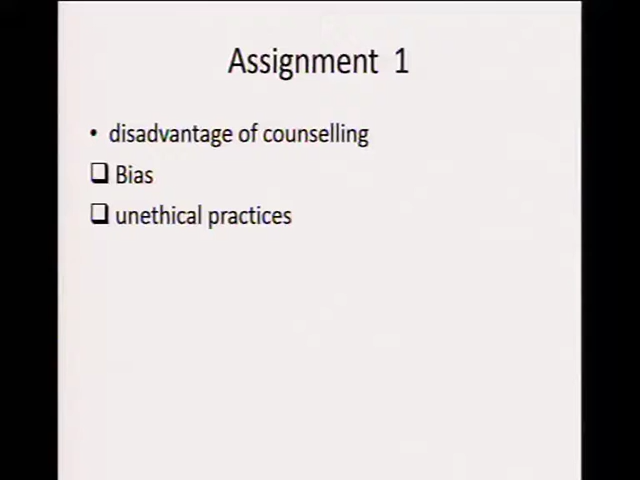 Assignment 1
• disadvantage of counselling
❑ Bias
❑ unethical practices